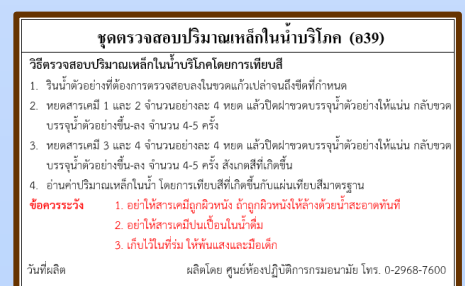 ชุดตรวจสอบปริมาณเหล็กในน้ำบริโภค (อ39)
วิธีตรวจสอบปริมาณเหล็กในน้ำบริโภคโดยการเทียบสี
1. รินน้ำตัวอย่างที่ต้องการตรวจสอบลงในขวดแก้วเปล่าจนถึงขีดที่กำหนด
2. หยดสารเคมี 1 และ 2 จำนวนอย่างละ 4 หยด แล้วปิดฝาขวดบรรจุน้ำตัวอย่างให้แน่น กลับขวด
บรรจุน้ำตัวอย่างขึ้น-ลง จำนวน 4-5 ครั้ง
3. หยดสารเคมี 3 และ 4 จำนวนอย่างละ 4 หยด แล้วปิดฝาขวดบรรจุน้ำตัวอย่างให้แน่น กลับขวด
บรรจุน้ำตัวอย่างขึ้น-ลง จำนวน 4-5 ครั้ง สังเกตสีที่เกิดขึ้น
4. อ่านค่าปริมาณเหล็กในน้ำ โดยการเทียบสีที่เกิดขึ้นกับแผ่นเทียบสีมาตรฐาน
ข้อควรระวัง 1. อย่าให้สารเคมีถูกผิวหนัง ถ้าถูกผิวหนังให้ล้างด้วยน้ำสะอาดทันที
2. อย่าให้สารเคมีปนเปื้อนในน้ำดื่ม
3. เก็บไว้ในที่ร่ม ให้พ้นแสงและมือเด็ก
วันที่ผลิต ผลิตโดย ศูนย์ห้องปฏิบัติการกรมอนามัย โทร. 0-2968-7600